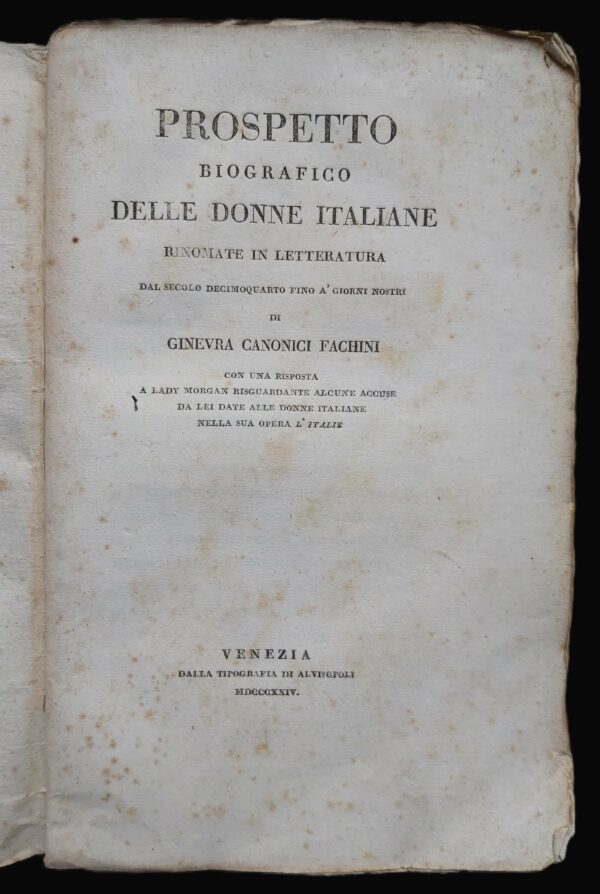 PROSPETTO
BIOGRAFICO
DELLE DONNE ITALIANE
RINOMATE IN LETTERATURA
DAL SECOLO DECIMOQUARTO FINO A' GIORNI NOSTRI
DI
GINEVRA CANONICI FACHINI
CON UNA RISPOSTA
A LADY MORGAN RISGUARDANTE ALCUNE ACCUSE
DA LEI DATE ALLE DONNE ITALIANE
NELLA SUA OPERA L'ITALIE
VENEZIA
DALLA TIPOGRAFIA DI ALVISOPOLI
MDCCCXXIV.